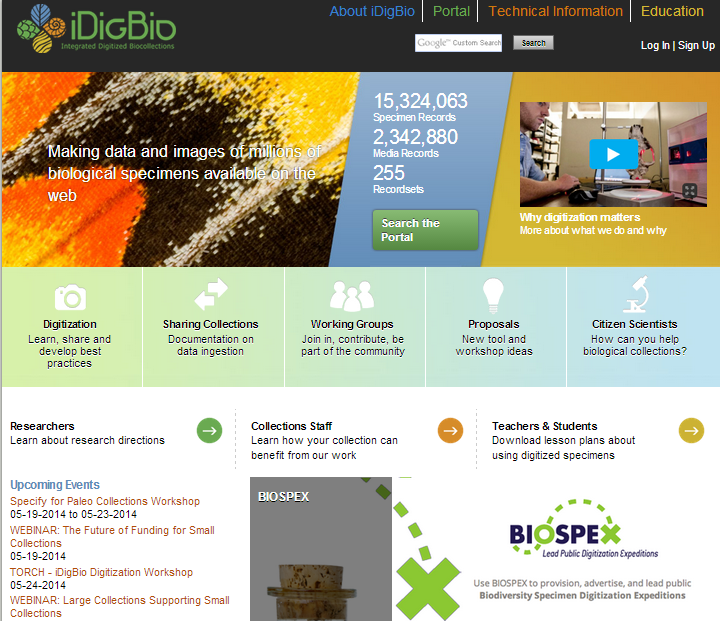 iDigBio
Integrated Digitized Biocollections
About iDigBio
Portal
Technical Information
Education
Google™ Custom Search
Search
Log In | Sign Up
Making data and images of millions of
biological specimens available on the
web
15,324,063
Specimen Records
2,342,880
Media Records
255
Recordsets
Search the
Portal
Why digitization matters
More about what we do and why
Digitization
Learn, share and
develop best
practices
Sharing Collections
Documentation on
data ingestion
Working Groups
Join in, contribute, be
part of the community
Proposals
New tool and
workshop ideas
Citizen Scientists
How can you help
biological collections?
Researchers
Learn about research directions
Collections Staff
Learn how your collection can
benefit from our work
Teachers & Students
Download lesson plans about
using digitized specimens
Upcoming Events
Specify for Paleo Collections Workshop
05-19-2014 to 05-23-2014
WEBINAR: The Future of Funding for Small
Collections
05-19-2014
TORCH - iDigBio Digitization Workshop
05-24-2014
WEBINAR: Large Collections Supporting Small
Collections
BIOSPEX
BIOSPEX
Lead Public Digitization Expeditions
Use BIOSPEX to provision, advertise, and lead public
Biodiversity Specimen Digitization Expeditions